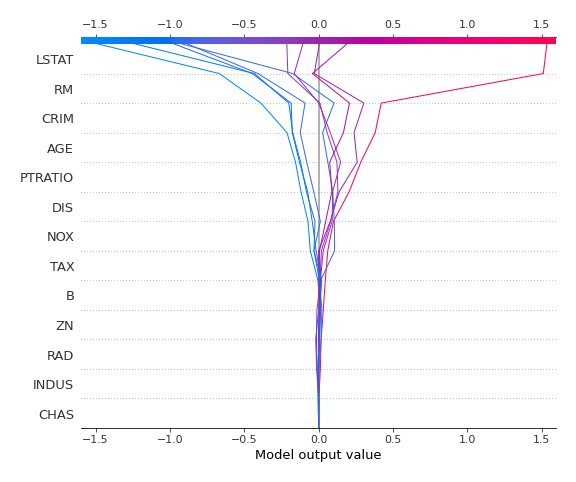 −1.5 −1.0 −0.5 0.0 0.5 1.0 1.5
LSTAT
RM
CRIM
AGE
PTRATIO
DIS
NOX
TAX
B
ZN
RAD
INDUS
CHAS
−1.5 −1.0 −0.5 0.0 0.5 1.0 1.5
Model output value